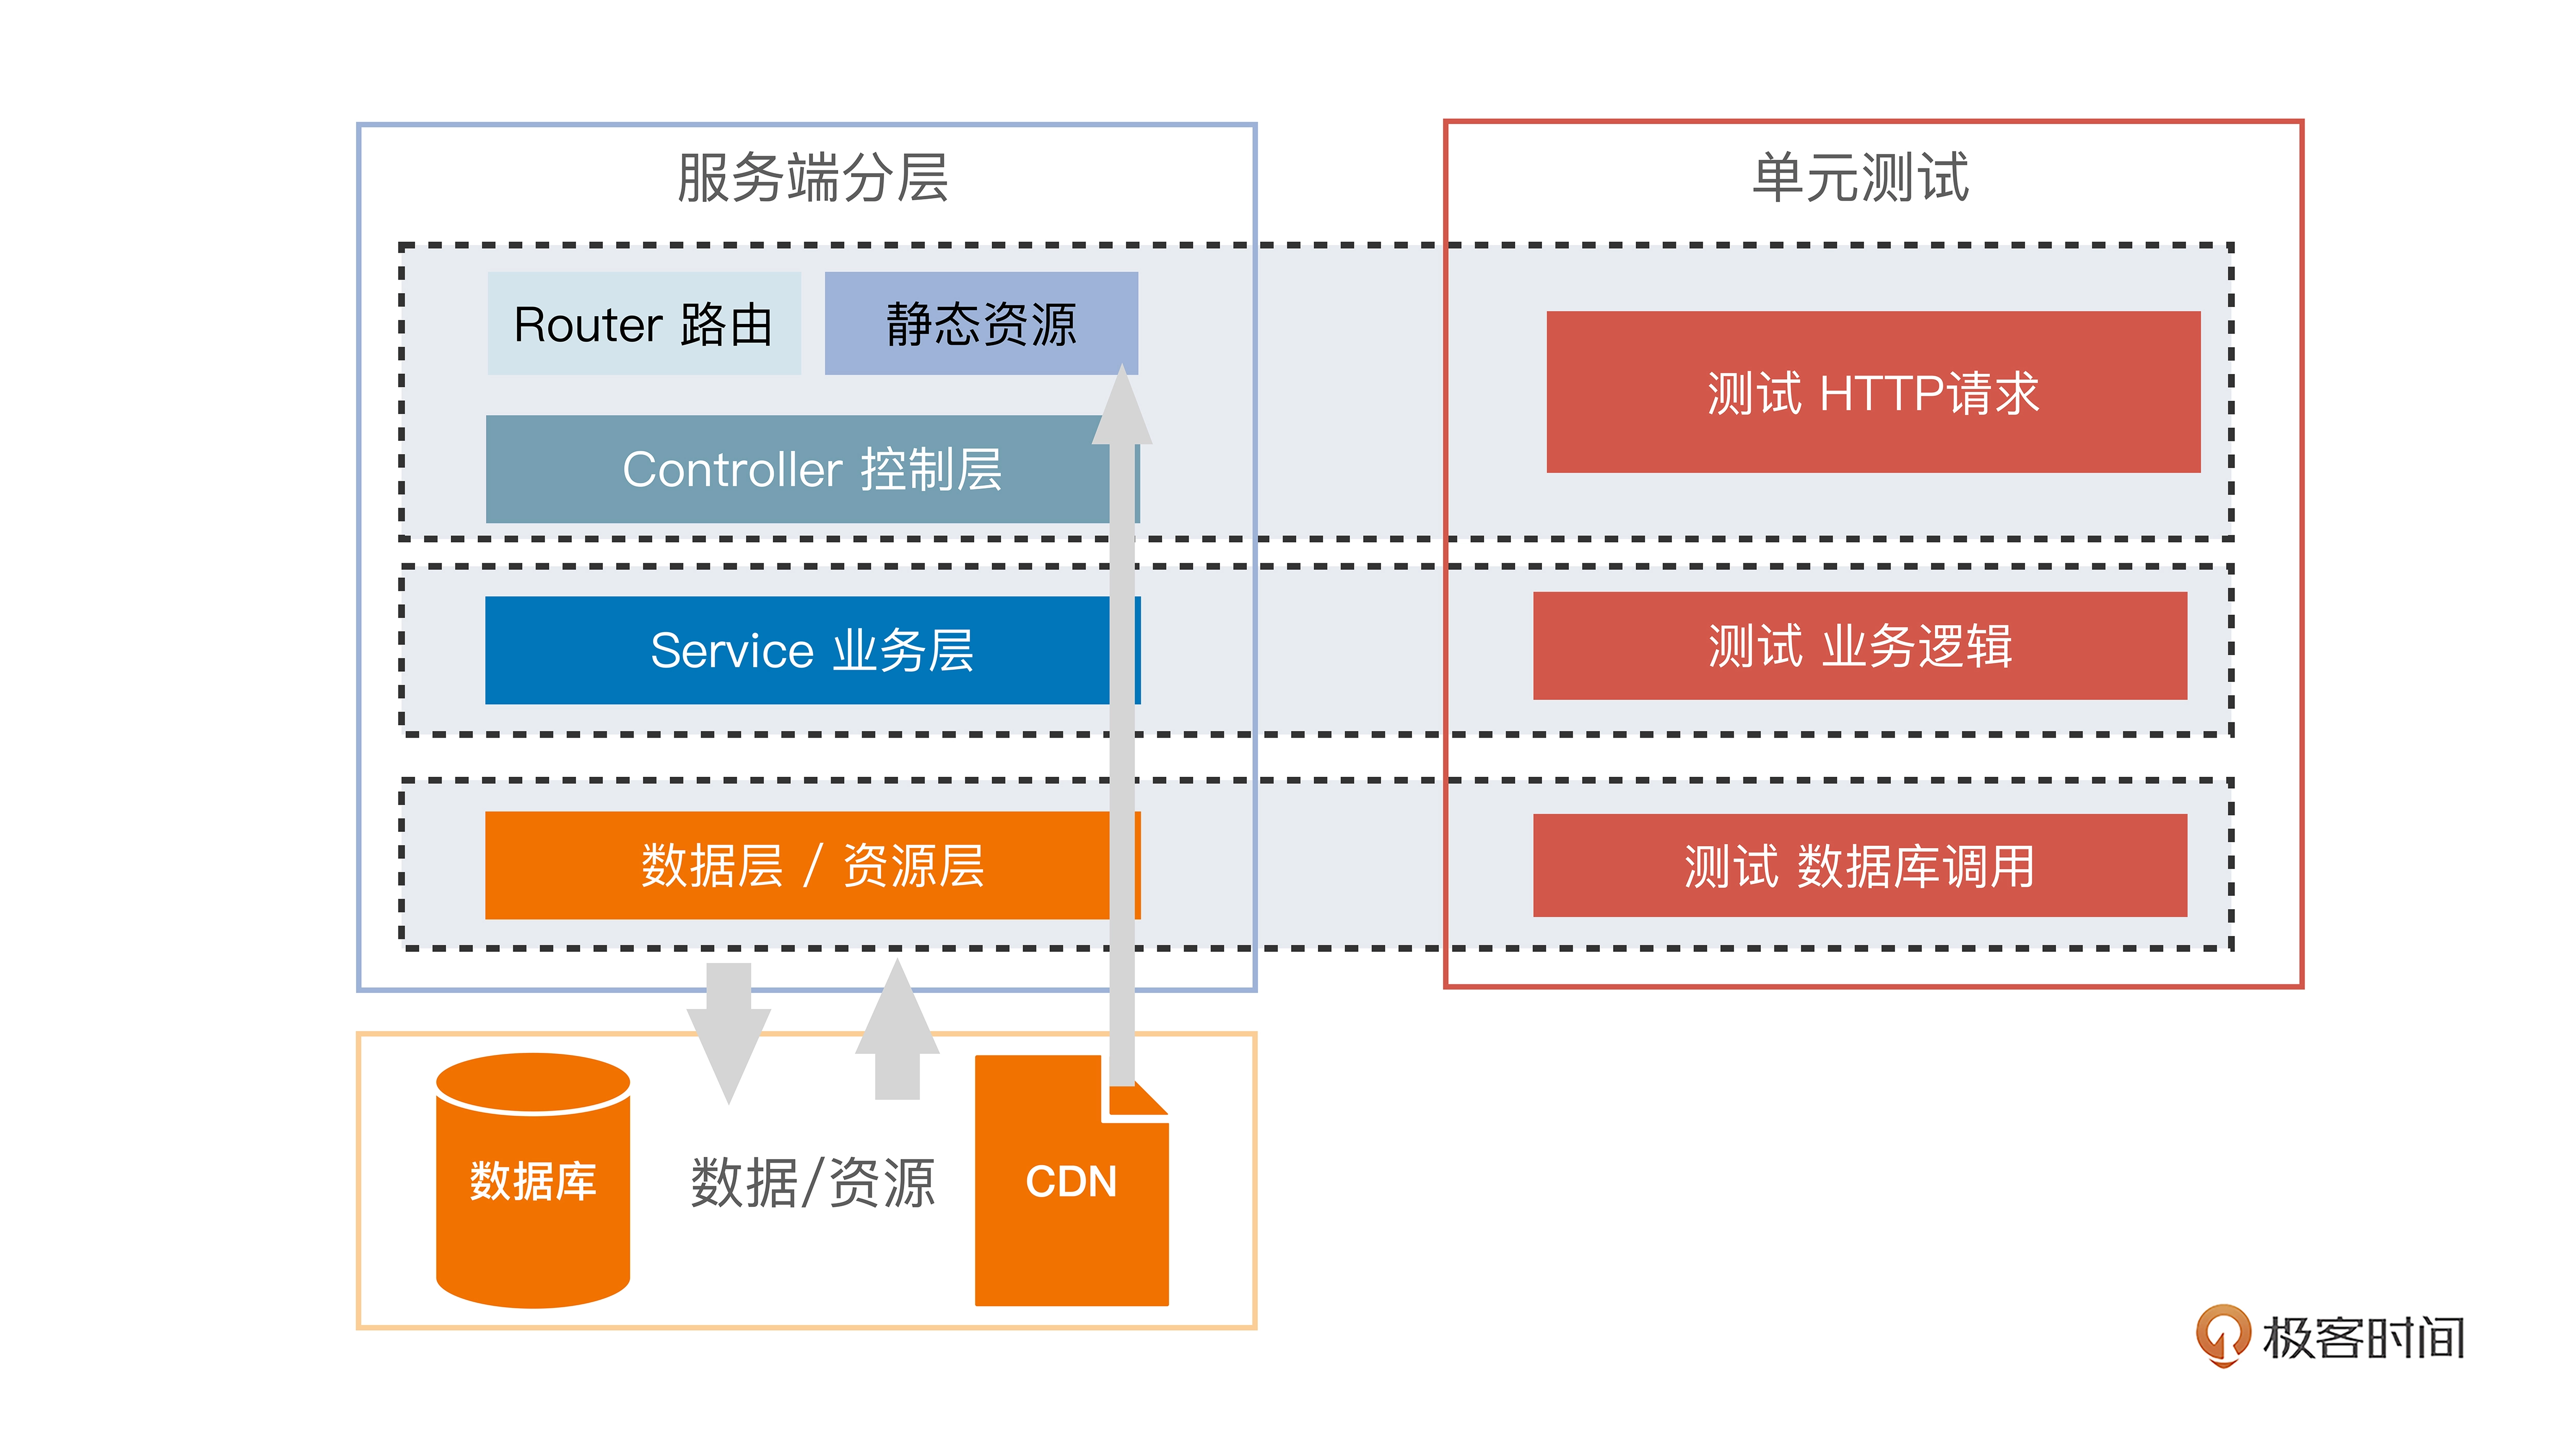 服务端分层
单元测试
Router 路由
静态资源
测试 HTTP请求
Controller 控制层
Service 业务层
测试 业务逻辑
数据层 / 资源层
测试 数据库调用
数据库
数据/资源
CDN
极客时间